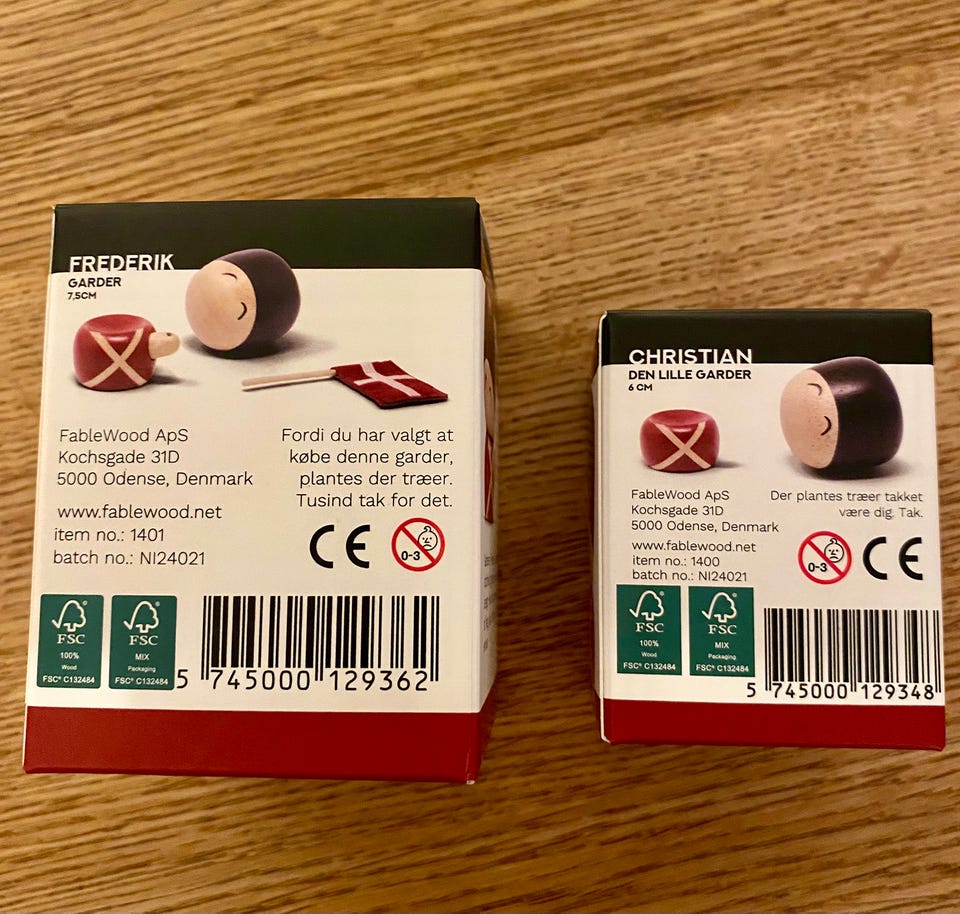 FREDERIK
GARDER
7,5CM
FableWood ApS
Kochsgade 31D
5000 Odense, Denmark
www.fablewood.net
item no.: 1401
batch no.: NI24021
Fordi du har valgt at
købe denne garder,
plantes der træer.
Tusind tak for det.
CE
0-3
FSC
100%
Wood
FSC® C132484
FSC
MIX
Packaging
FSC® C132484
5 745000 129362
CHRISTIAN
DEN LILLE GARDER
6 CM
FableWood ApS
Kochsgade 31D
5000 Odense, Denmark
www.fablewood.net
item no.: 1400
batch no.: NI24021
Der plantes træer takket
være dig. Tak.
0-3
CE
FSC
100%
Wood
FSC® C132484
FSC
MIX
Packaging
FSC® C132484
5 745000 129348